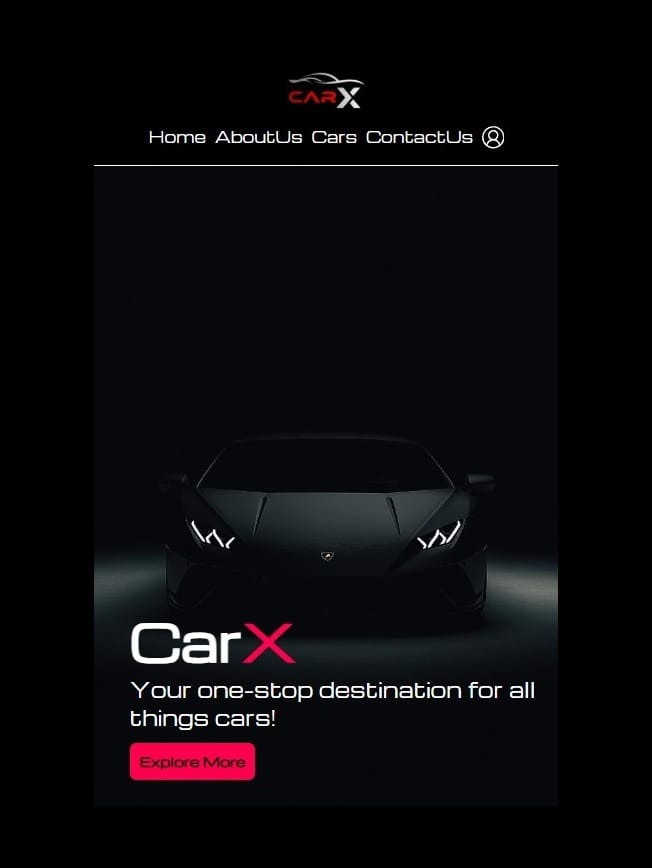 CARX
Home AboutUs Cars ContactUs
CarX
Your one-stop destination for all
things cars!
Explore More